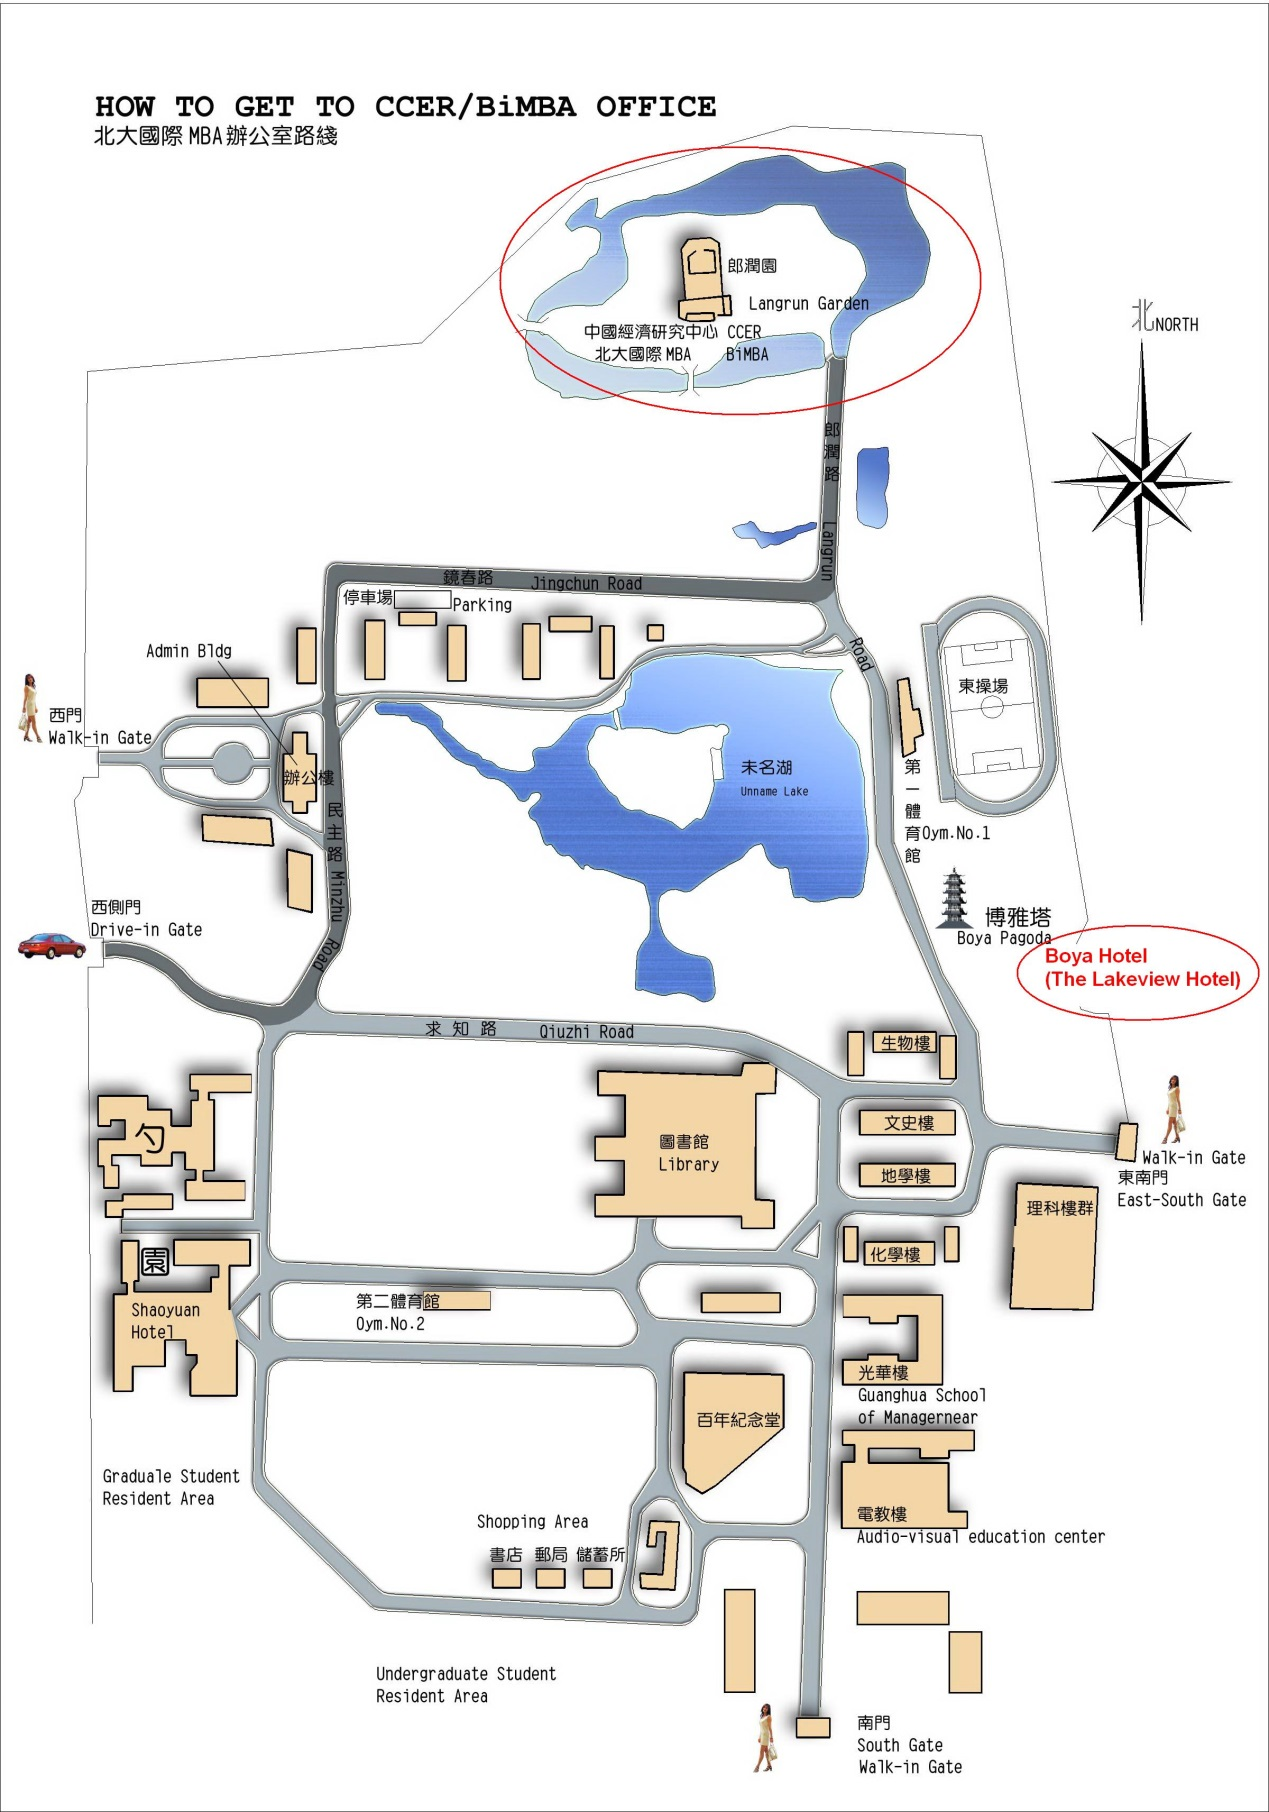 HOW TO GET TO CCER/BiMBA OFFICE
北大國際MBA辦公室路綫
郎潤園
Langrun Garden
中國經濟研究中心 CCER
北大國際MBA BiMBA
北NORTH
郎潤路 Langrun Road
鏡春路 Jingchun Road
停車場 Parking
Admin Bldg
西門
Walk-in Gate
辦公樓
民主路 Minzhu Road
東操場
未名湖
Unname Lake
第一體育館
Oym.No.1
西側門
Drive-in Gate
博雅塔
Boya Pagoda
Boya Hotel
(The Lakeview Hotel)
求知路 Qiuzhi Road
生物樓
文史樓
地學樓
圖書館
Library
勺
園
Shaoyuan
Hotel
Walk-in Gate
東南門
East-South Gate
理科樓群
化學樓
第二體育館
Oym.No.2
光華樓
Guanghua School
of Managernear
百年紀念堂
電教樓
Audio-visual education center
Graduale Student
Resident Area
Shopping Area
書店 郵局 儲蓄所
Undergraduate Student
Resident Area
南門
South Gate
Walk-in Gate